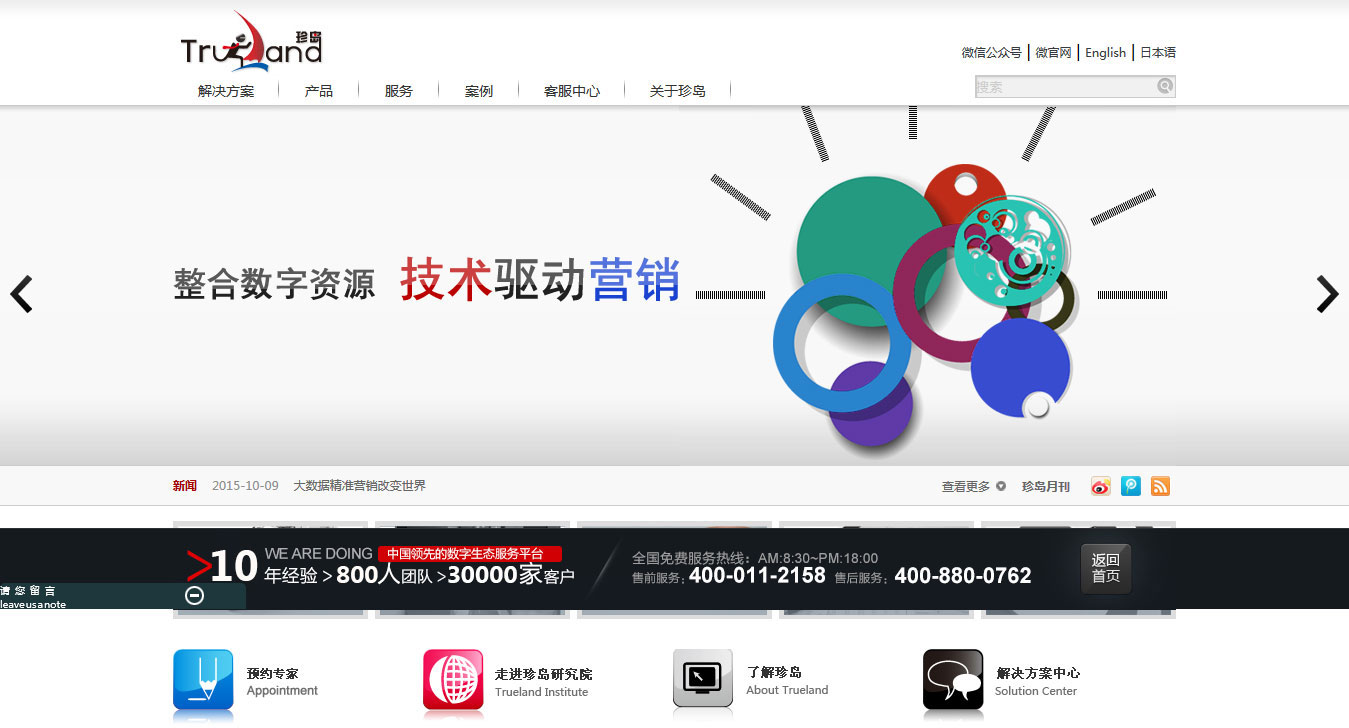 Trueland 珍岛
微信公众号 | 微官网 | English | 日本语
搜索
解决方案 产品 服务 案例 客服中心 关于珍岛
整合数字资源 技术驱动营销
新闻 2015-10-09 大数据精准营销改变世界 查看更多 珍岛月刊
>10 WE ARE DOING 中国领先的数字生态服务平台
年经验 > 800人团队 >30000家客户
全国免费服务热线：AM:8:30~PM:18:00
售前服务：400-011-2158 售后服务：400-880-0762
返回
首页
请您留言
leaveusanote
预约专家
Appointment
走进珍岛研究院
Trueland Institute
了解珍岛
About Trueland
解决方案中心
Solution Center